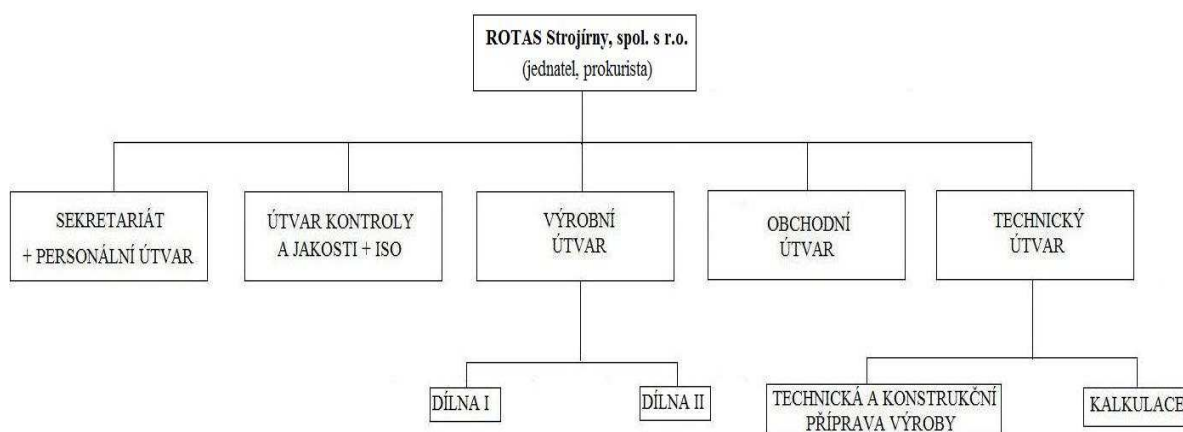 ROTAS Strojírny, spol. s r.o.
(jednatel, prokurista)
SEKRETARIÁT
+ PERSONÁLNÍ ÚTVAR
ÚTVAR KONTROLY
A JAKOSTI + ISO
VÝROBNÍ
ÚTVAR
OBCHODNÍ
ÚTVAR
TECHNICKÝ
ÚTVAR
DÍLNA I
DÍLNA II
TECHNICKÁ A KONSTRUKČNÍ
PŘÍPRAVA VÝROBY
KALKULACE